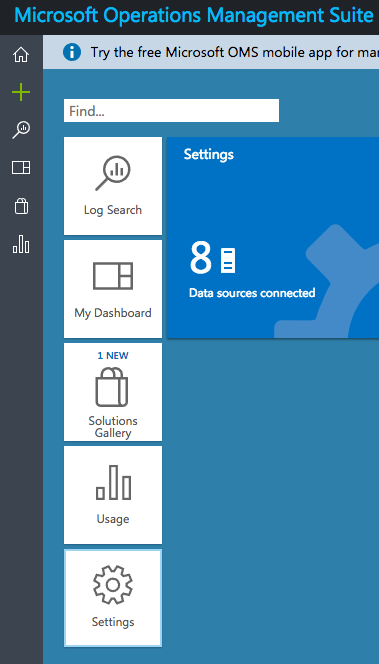 Microsoft Operations Management Suite
Try the free Microsoft OMS mobile app for
Find...
Log Search
My Dashboard
1 NEW
Solutions
Gallery
Usage
Settings
Settings
8
Data sources connected